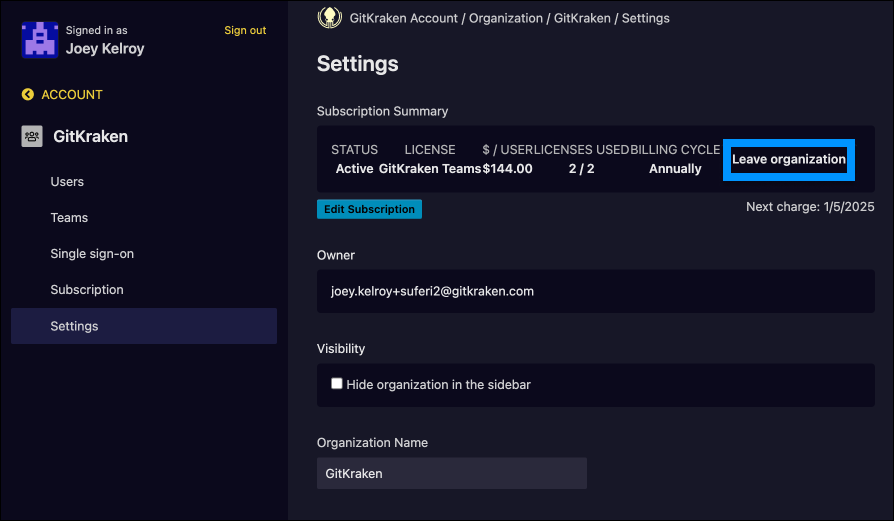 Signed in as
Joey Kelroy
Sign out
ACCOUNT
GitKraken
Users
Teams
Single sign-on
Subscription
Settings
GitKraken Account / Organization / GitKraken / Settings
Settings
Subscription Summary
STATUS LICENSE $ / USER LICENSES USED BILLING CYCLE
Active GitKraken Teams $144.00 2 / 2 Annually
Leave organization
Edit Subscription
Next charge: 1/5/2025
Owner
joey.kelroy+suferi2@gitkraken.com
Visibility
Hide organization in the sidebar
Organization Name
GitKraken